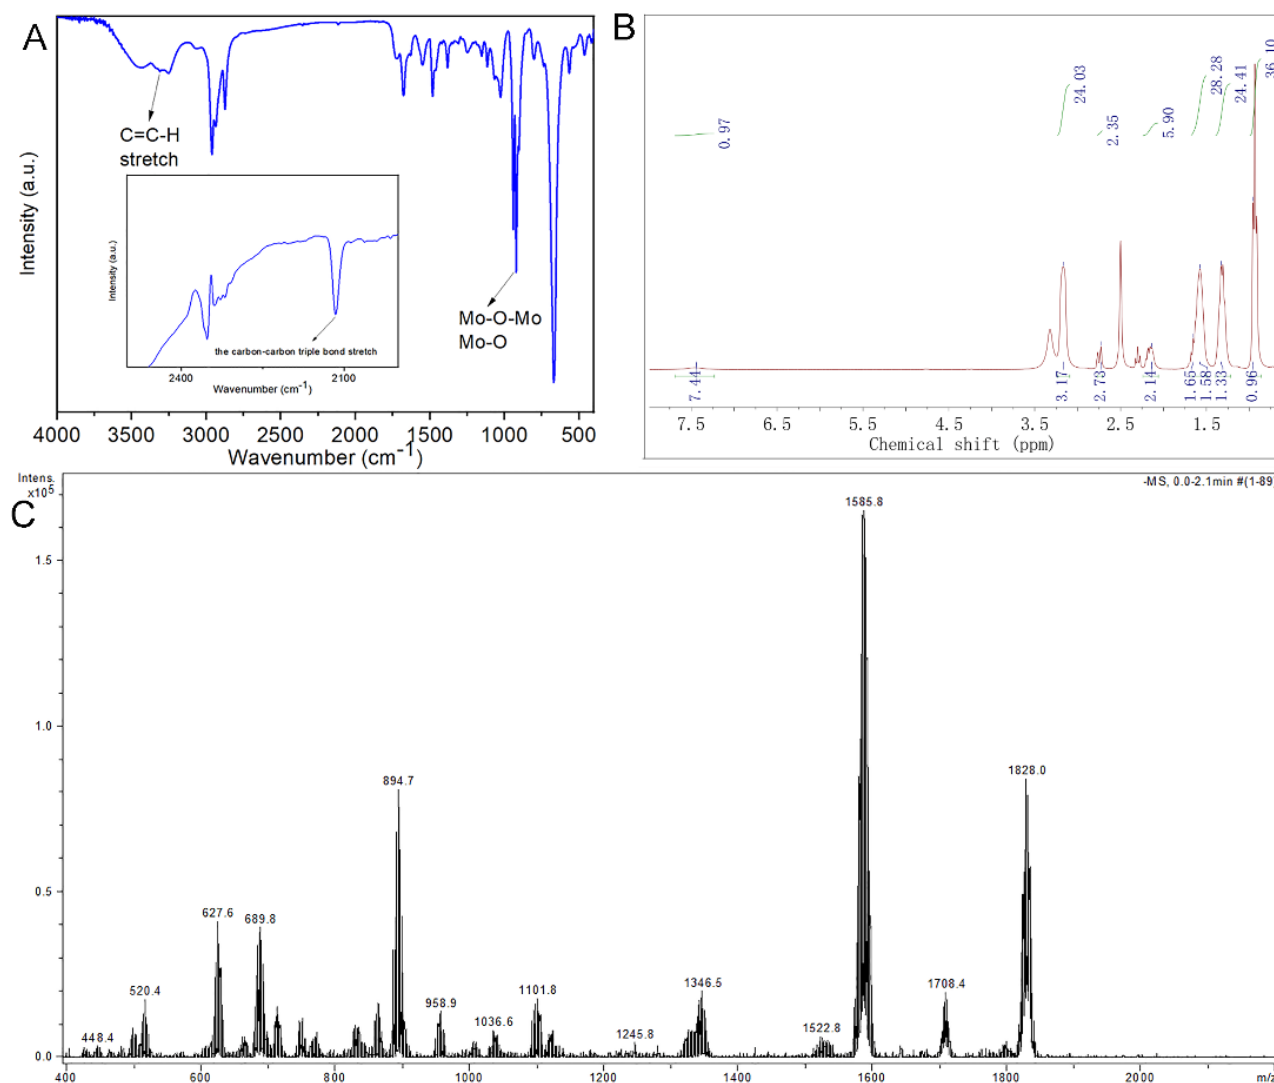 A
Intensity (a.u.)
C=C-H
stretch
Mo-O-Mo
Mo-O
Intensity (a.u.)
the carbon-carbon triple bond stretch
2400 2100
Wavenumber (cm-1)
4000 3500 3000 2500 2000 1500 1000 500
Wavenumber (cm-1)
B
0.97
24.03
2.35
5.90
28.28
24.41
36.10
7.44
3.17
2.73
2.14
1.65
1.58
1.33
0.96
7.5 6.5 5.5 4.5 3.5 2.5 1.5
Chemical shift (ppm)
C
Intens.
x105
-MS, 0.0-2.1min #(1-89
1.5
1.0
0.5
0.0
448.4
520.4
627.6
689.8
894.7
958.9
1036.6
1101.8
1245.8
1346.5
1522.8
1585.8
1708.4
1828.0
400 600 800 1000 1200 1400 1600 1800 2000
m/z